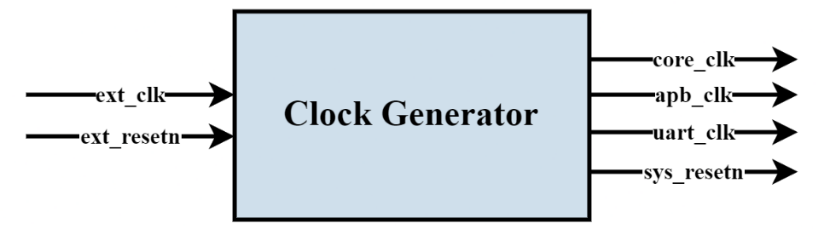 ext_clk
ext_resetn
Clock Generator
core_clk
apb_clk
uart_clk
sys_resetn